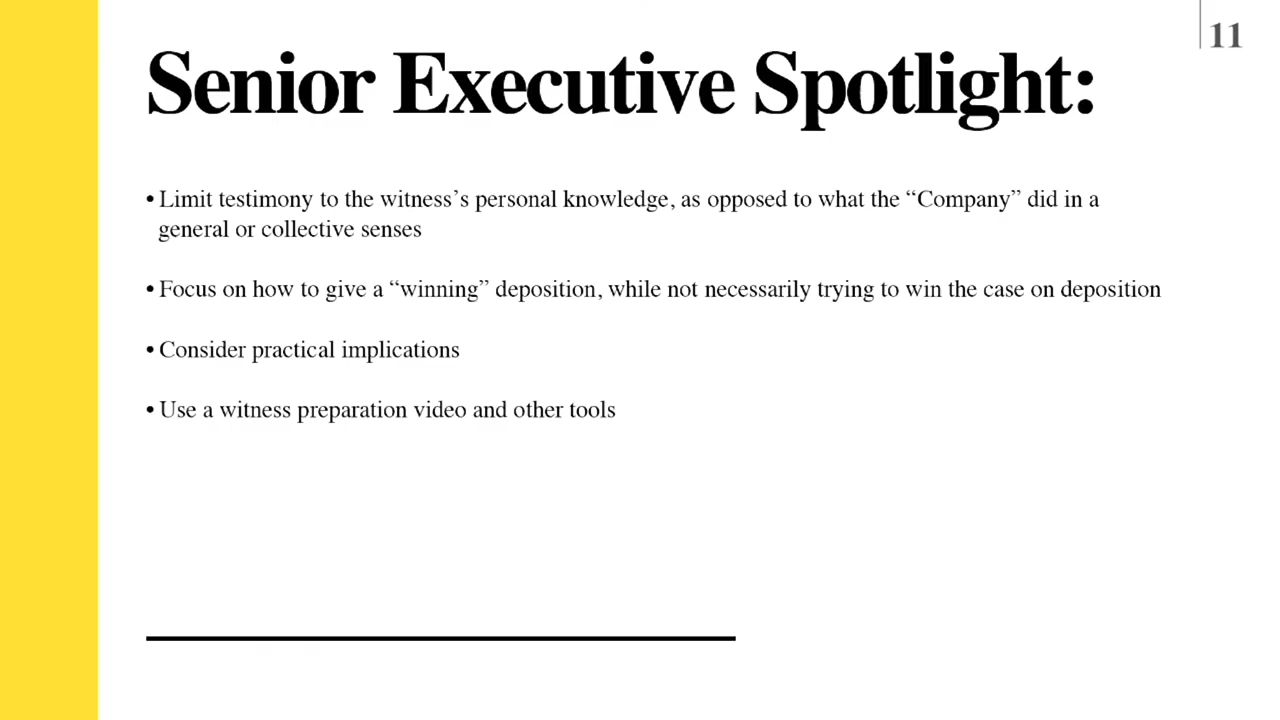 11
Senior Executive Spotlight:
• Limit testimony to the witness’s personal knowledge, as opposed to what the “Company” did in a
general or collective senses
• Focus on how to give a “winning” deposition, while not necessarily trying to win the case on deposition
• Consider practical implications
• Use a witness preparation video and other tools